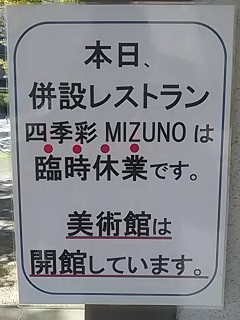 本日、
併設レストラン
四季彩 MIZUNO は
臨時休業です。
美術館は
開館しています。